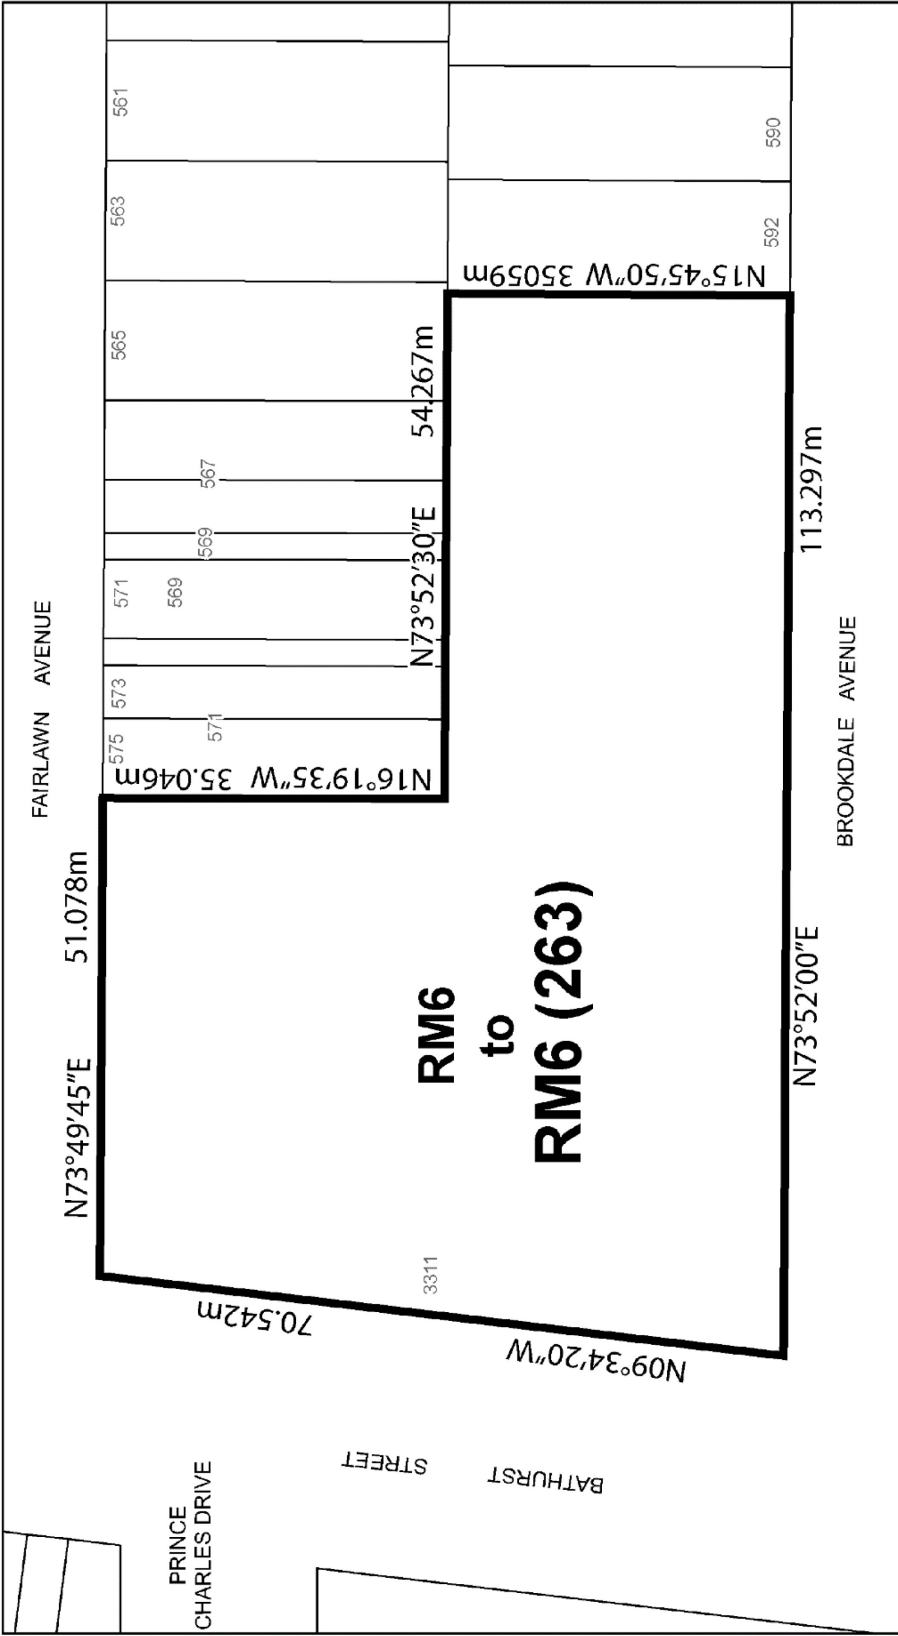 FAIRLAWN AVENUE
N73°49'45"E 51.078m
575
573
571
569
571
569
567
565
563
561
N16°19'35"W 35.046m
N73°52'30"E 54.267m
N15°45'50"W 35059m
592
590
3311
RM6
to
RM6 (263)
N09°34'20"W 70.542m
N73°52'00"E 113.297m
BROOKDALE AVENUE
BATHURST STREET
PRINCE
CHARLES DRIVE